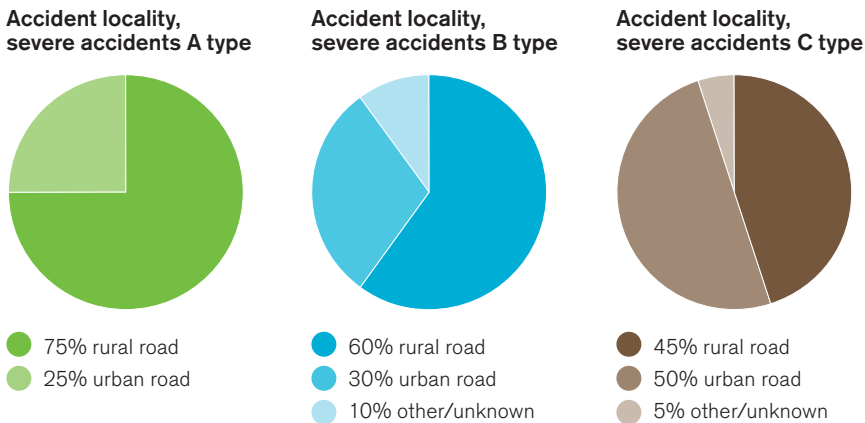 Accident locality,
severe accidents A type
75% rural road
25% urban road
Accident locality,
severe accidents B type
60% rural road
30% urban road
10% other/unknown
Accident locality,
severe accidents C type
45% rural road
50% urban road
5% other/unknown